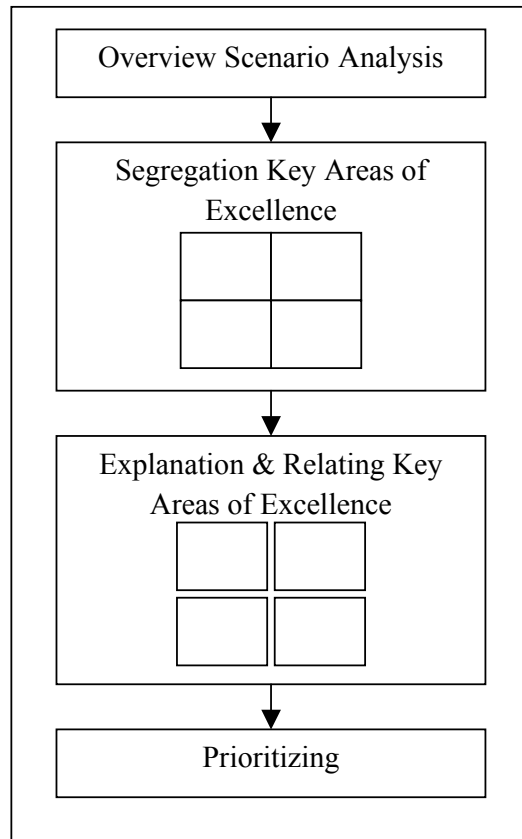 Overview Scenario Analysis
Segregation Key Areas of
Excellence
Explanation & Relating Key
Areas of Excellence
Prioritizing